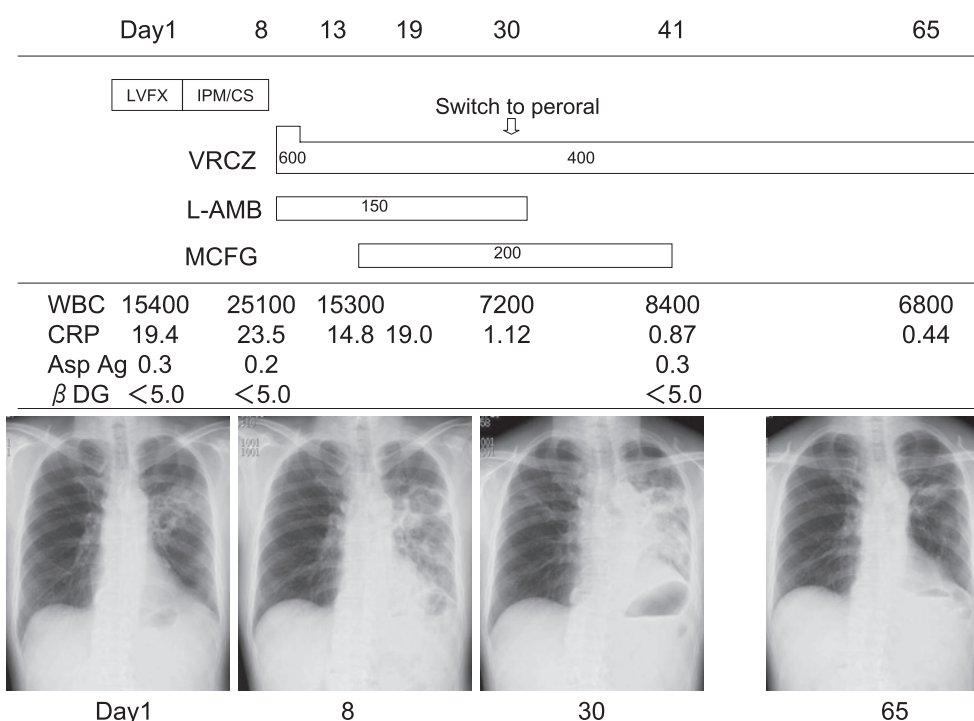 Day1 8 13 19 30 41 65
LVFX IPM/CS
Switch to peroral
VRCZ 600 400
L-AMB 150
MCFG 200
WBC 15400 25100 15300 7200 8400 6800
CRP 19.4 23.5 14.8 19.0 1.12 0.87 0.44
Asp Ag 0.3 0.2 0.3
β DG <5.0 <5.0 <5.0
Day1 8 30 65